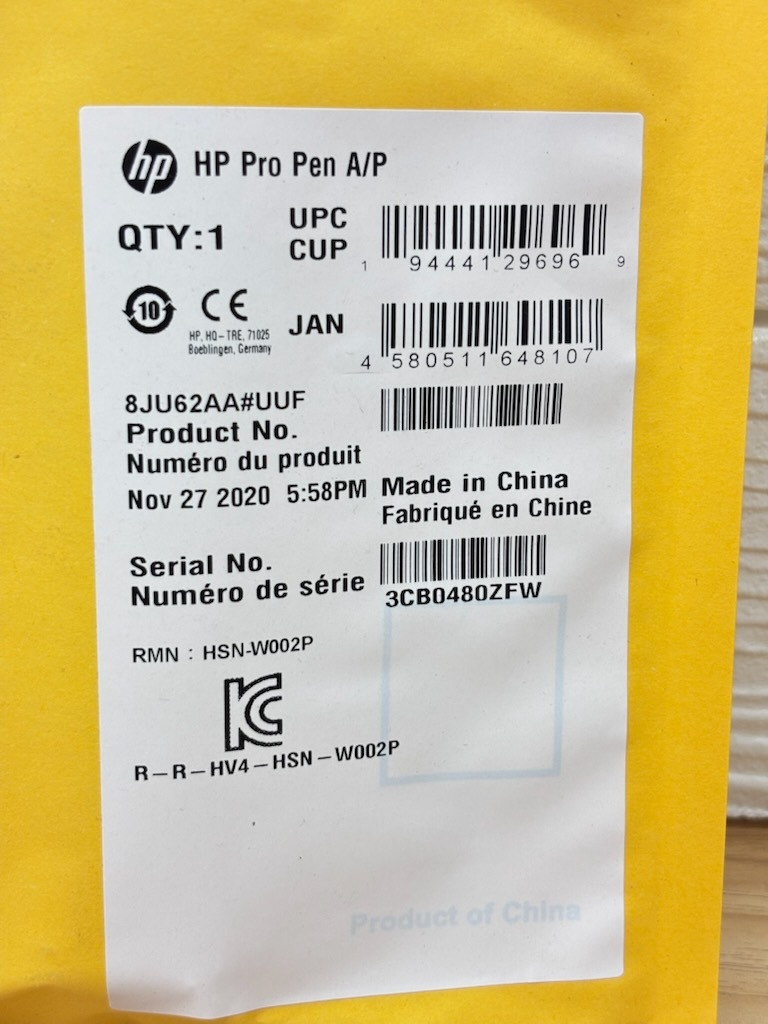 hp HP Pro Pen A/P
QTY:1
UPC
CUP
1 94441 29696 9
10
CE
HP, HQ-TRE, 71025
Boeblingen, Germany
JAN
4 580511 648107
8JU62AA#UUF
Product No.
Numéro du produit
Nov 27 2020 5:58PM
Made in China
Fabriqué en Chine
Serial No.
Numéro de série
3CB0480ZFW
RMN : HSN-W002P
R-R-HV4-HSN-W002P
Product of China